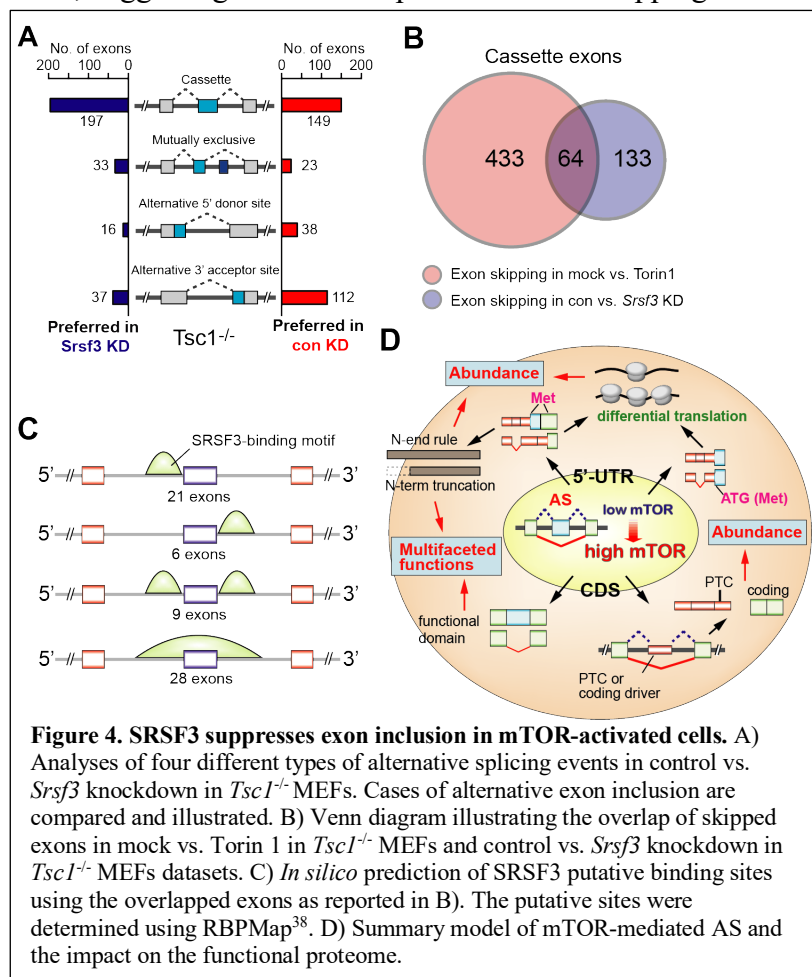 A
No. of exons
200 100 0
No. of exons
0 100 200
Cassette
197
149
Mutually exclusive
33
23
Alternative 5’ donor site
16
38
Alternative 3’ acceptor site
37
112
Preferred in
Srsf3 KD
Tsc1-/-
Preferred in
con KD
B
Cassette exons
433
64
133
Exon skipping in mock vs. Torin1
Exon skipping in con vs. Srsf3 KD
C
SRSF3-binding motif
5’ 3’
21 exons
5’ 3’
6 exons
5’ 3’
9 exons
5’ 3’
28 exons
D
Abundance
Met
differential translation
N-end rule
N-term truncation
5’-UTR
ATG (Met)
AS
low mTOR
high mTOR
Abundance
Multifaceted
functions
CDS
PTC
coding
functional
domain
PTC or
coding driver
Figure 4. SRSF3 suppresses exon inclusion in mTOR-activated cells. A)
Analyses of four different types of alternative splicing events in control vs.
Srsf3 knockdown in Tsc1-/- MEFs. Cases of alternative exon inclusion are
compared and illustrated. B) Venn diagram illustrating the overlap of skipped
exons in mock vs. Torin 1 in Tsc1-/- MEFs and control vs. Srsf3 knockdown in
Tsc1-/- MEFs datasets. C) In silico prediction of SRSF3 putative binding sites
using the overlapped exons as reported in B). The putative sites were
determined using RBPMap38. D) Summary model of mTOR-mediated AS and
the impact on the functional proteome.